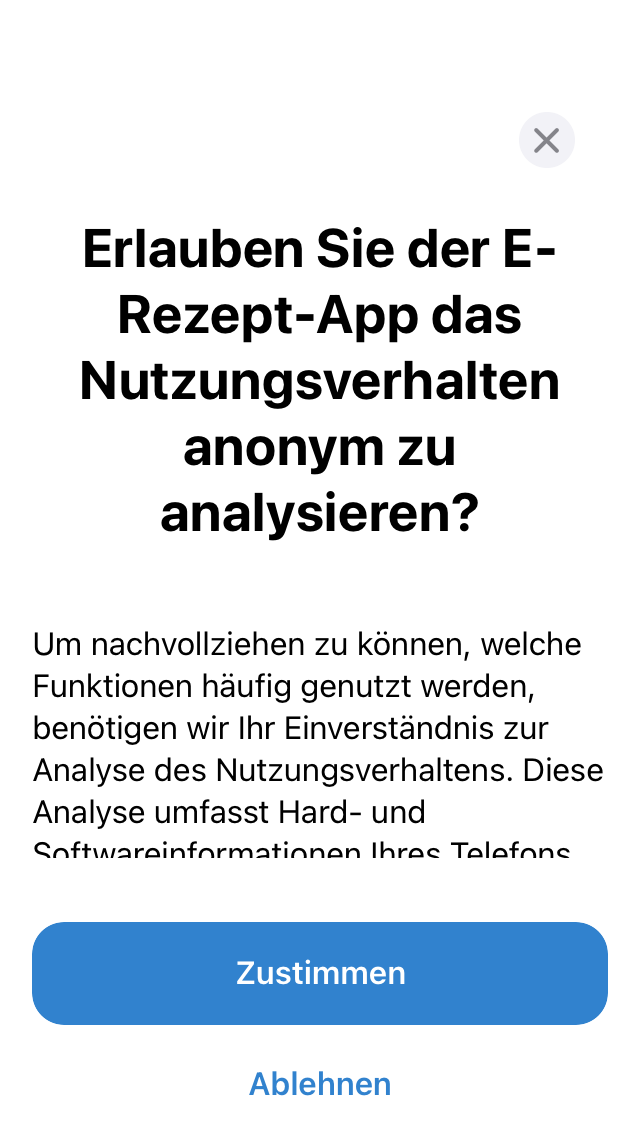 Erlauben Sie der E-
Rezept-App das
Nutzungsverhalten
anonym zu
analysieren?
Um nachvollziehen zu können, welche
Funktionen häufig genutzt werden,
benötigen wir Ihr Einverständnis zur
Analyse des Nutzungsverhaltens. Diese
Analyse umfasst Hard- und
Softwareinformationen Ihres Telefons
Zustimmen
Ablehnen